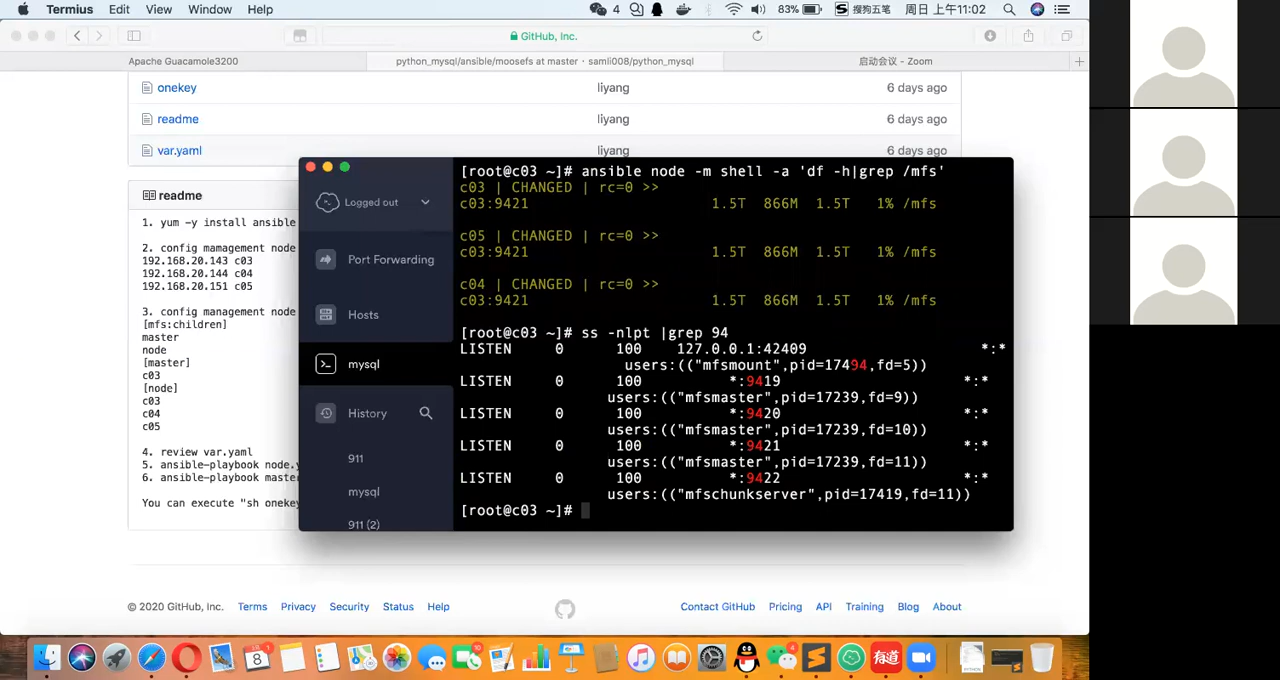 Termius Edit View Window Help
4 83% 搜狗五笔 周日 上午11:02
GitHub, Inc.
Apache Guacamole3200
python_mysql/ansible/moosefs at master · samli008/python_mysql
启动会议 - Zoom
onekey liyang 6 days ago
readme liyang 6 days ago
var.yaml liyang 6 days ago
readme
1. yum -y install ansible
2. config mamagement node
192.168.20.143 c03
192.168.20.144 c04
192.168.20.151 c05
3. config management node
[mfs:children]
master
node
[master]
c03
[node]
c03
c04
c05
4. review var.yaml
5. ansible-playbook node.y
6. ansible-playbook master
You can execute "sh onekey
Logged out
Port Forwarding
Hosts
mysql
History
911
mysql
911 (2)
[root@c03 ~]# ansible node -m shell -a 'df -h|grep /mfs'
c03 | CHANGED | rc=0 >>
c03:9421 1.5T 866M 1.5T 1% /mfs
c05 | CHANGED | rc=0 >>
c03:9421 1.5T 866M 1.5T 1% /mfs
c04 | CHANGED | rc=0 >>
c03:9421 1.5T 866M 1.5T 1% /mfs
[root@c03 ~]# ss -nlpt |grep 94
LISTEN 0 100 127.0.0.1:42409 *:*
users:(("mfsmount",pid=17494,fd=5))
LISTEN 0 100 *:9419 *:*
users:(("mfsmaster",pid=17239,fd=9))
LISTEN 0 100 *:9420 *:*
users:(("mfsmaster",pid=17239,fd=10))
LISTEN 0 100 *:9421 *:*
users:(("mfsmaster",pid=17239,fd=11))
LISTEN 0 100 *:9422 *:*
users:(("mfschunkserver",pid=17419,fd=11))
[root@c03 ~]#
© 2020 GitHub, Inc. Terms Privacy Security Status Help
Contact GitHub Pricing API Training Blog About
8
有道